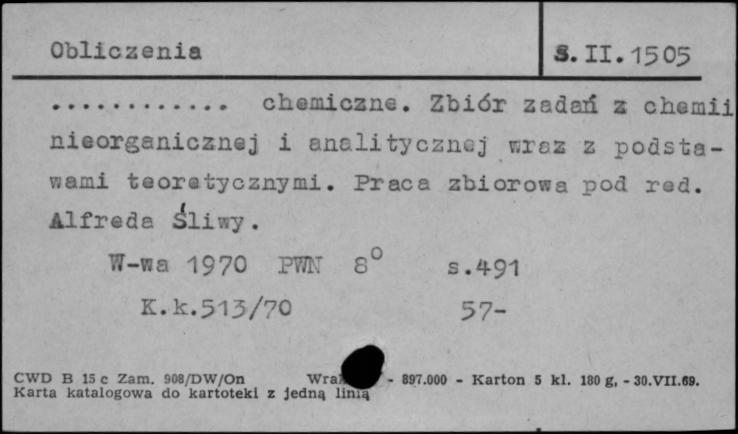 Obliczenia S.II.1505
............ chemiczne. Zbiór zadań z chemii
nieorganicznej i analitycznej wraz z podsta-
wami teoretycznymi. Praca zbiorowa pod red.
Alfreda Śliwy.
W-wa 1970 PWN 8° s.491
K.k.513/70 57-
CWD B 15 c Zam. 908/DW/On - 897.000 - Karton 5 kl. 180 g, - 30.VII.69.
Karta katalogowa do kartoteki z jedną linią